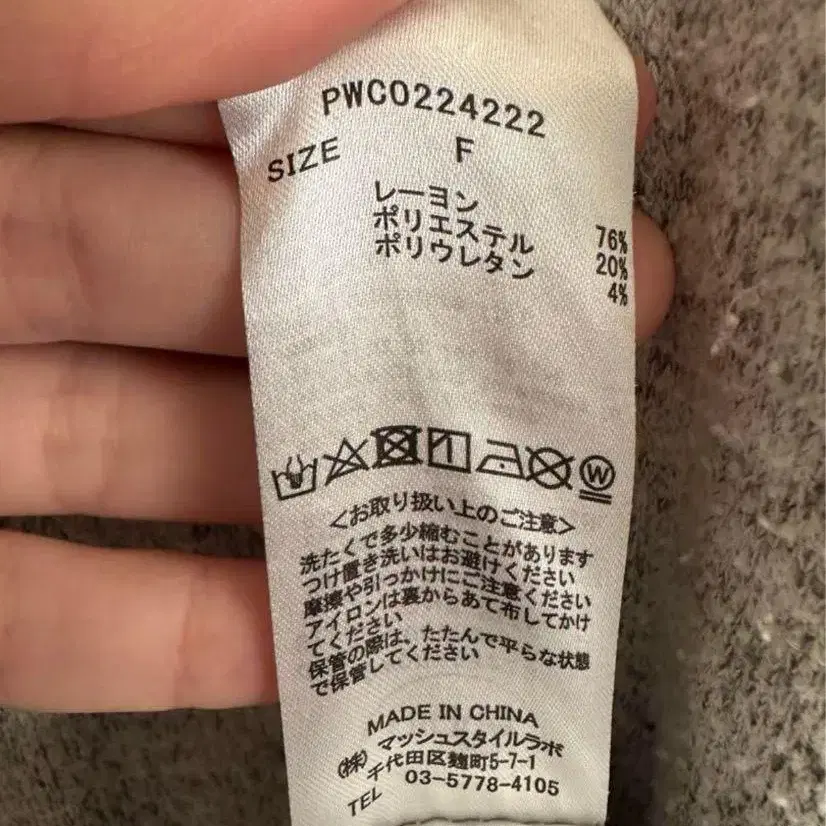 PWCO224222
SIZE F
レーヨン 76%
ポリエステル 20%
ポリウレタン 4%
W
<お取り扱い上のご注意>
洗たくで多少縮むことがあります
つけ置き洗いはお避けください
摩擦や引っかけにご注意ください
アイロンは裏からあて布してかけ
てください
保管の際は、たたんで平らな状態
で保管してください
MADE IN CHINA
(株)マッシュスタイルラボ
千代田区麹町5-7-1
TEL 03-5778-4105